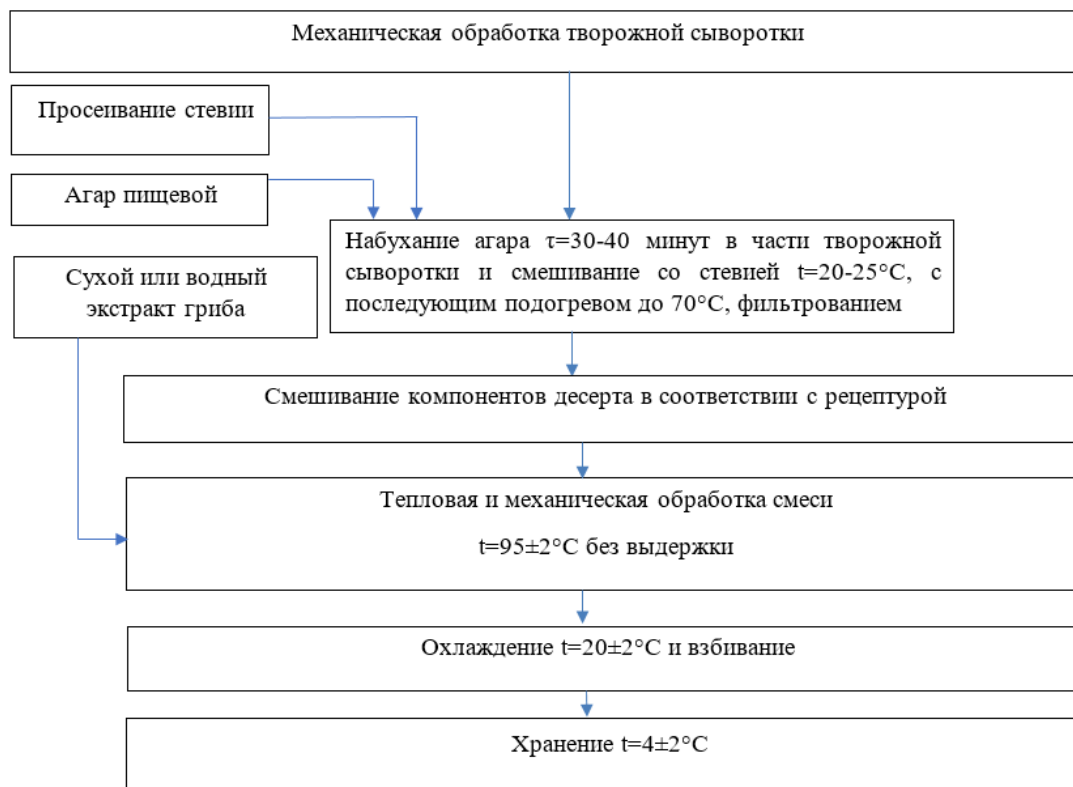 Механическая обработка творожной сыворотки
Просеивание стевии
Агар пищевой
Набухание агара τ=30-40 минут в части творожной
сыворотки и смешивание со стевией t=20-25°С, с
последующим подогревом до 70°С, фильтрованием
Сухой или водный
экстракт гриба
Смешивание компонентов десерта в соответствии с рецептурой
Тепловая и механическая обработка смеси
t=95±2°С без выдержки
Охлаждение t=20±2°С и взбивание
Хранение t=4±2°С